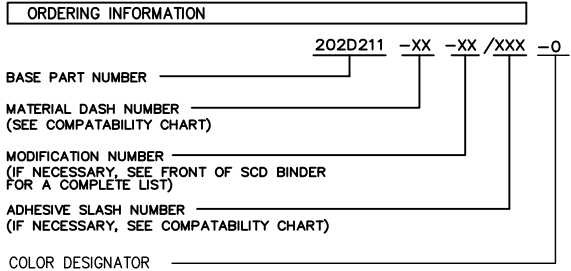 ORDERING INFORMATION
202D211 -XX -XX /XXX -0
BASE PART NUMBER
MATERIAL DASH NUMBER
(SEE COMPATABILITY CHART)
MODIFICATION NUMBER
(IF NECESSARY, SEE FRONT OF SCD BINDER
FOR A COMPLETE LIST)
ADHESIVE SLASH NUMBER
(IF NECESSARY, SEE COMPATABILITY CHART)
COLOR DESIGNATOR